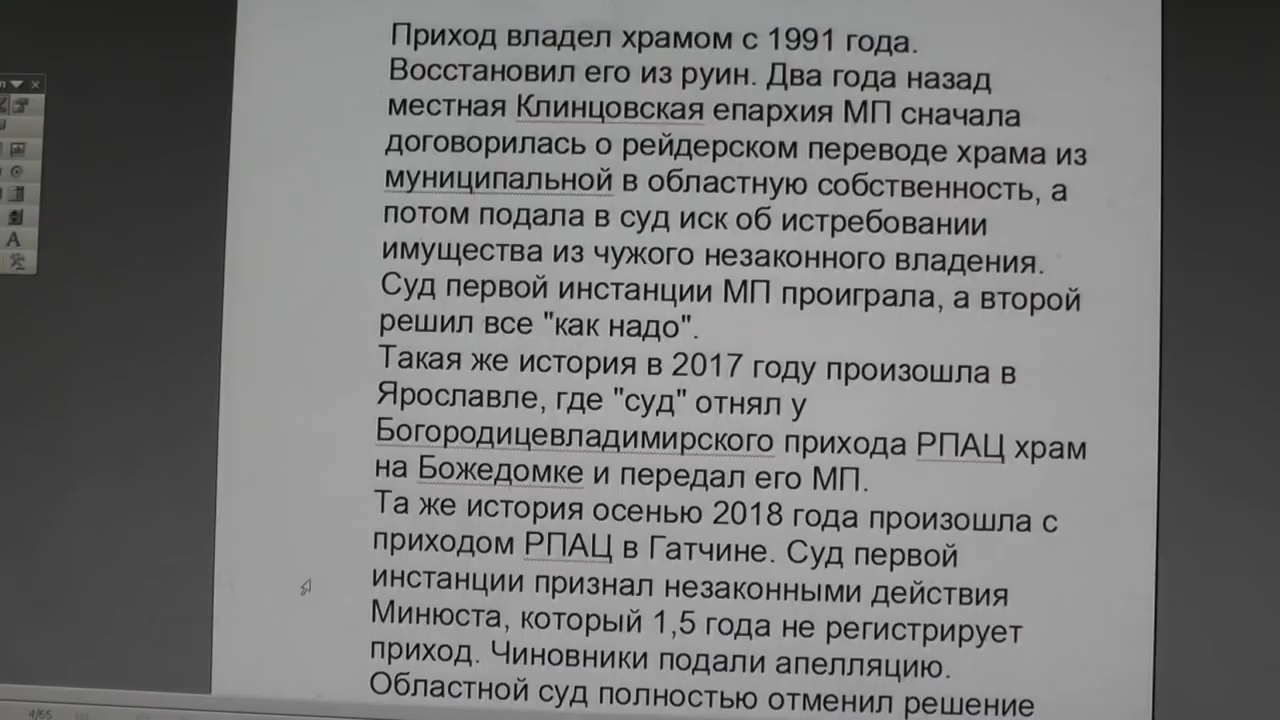 Приход владел храмом с 1991 года.
Восстановил его из руин. Два года назад
местная Клинцовская епархия МП сначала
договорилась о рейдерском переводе храма из
муниципальной в областную собственность, а
потом подала в суд иск об истребовании
имущества из чужого незаконного владения.
Суд первой инстанции МП проиграла, а второй
решил все "как надо".
Такая же история в 2017 году произошла в
Ярославле, где "суд" отнял у
Богородицевладимирского прихода РПАЦ храм
на Божедомке и передал его МП.
Та же история осенью 2018 года произошла с
приходом РПАЦ в Гатчине. Суд первой
инстанции признал незаконными действия
Минюста, который 1,5 года не регистрирует
приход. Чиновники подали апелляцию.
Областной суд полностью отменил решение
4/65